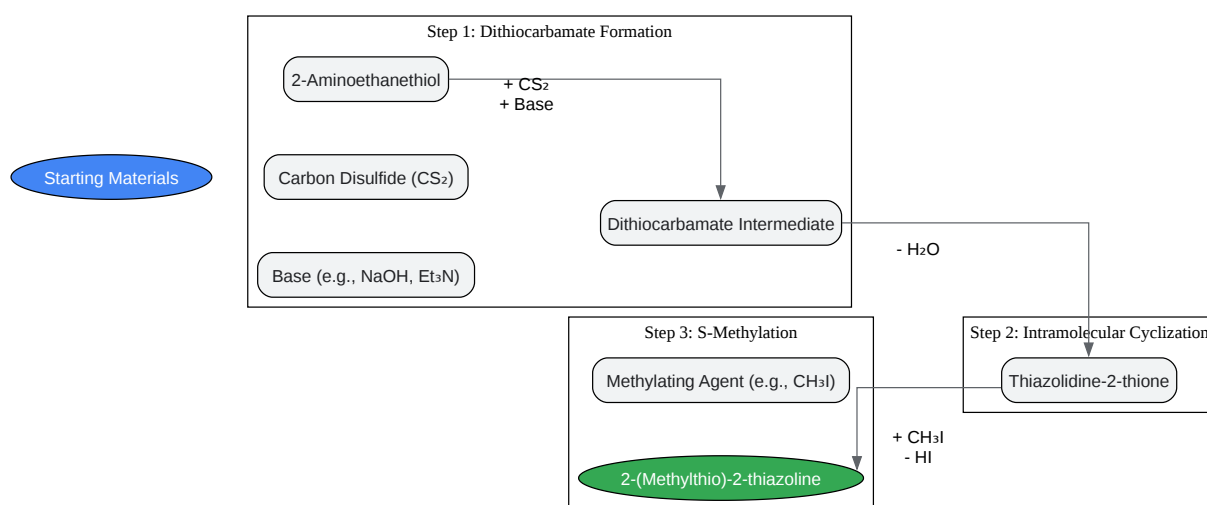 Step 1: Dithiocarbamate Formation
2-Aminoethanethiol
+ CS₂
+ Base
Starting Materials
Carbon Disulfide (CS₂)
Dithiocarbamate Intermediate
- H₂O
Base (e.g., NaOH, Et₃N)
Step 3: S-Methylation
Step 2: Intramolecular Cyclization
Methylating Agent (e.g., CH₃I)
Thiazolidine-2-thione
+ CH₃I
- HI
2-(Methylthio)-2-thiazoline